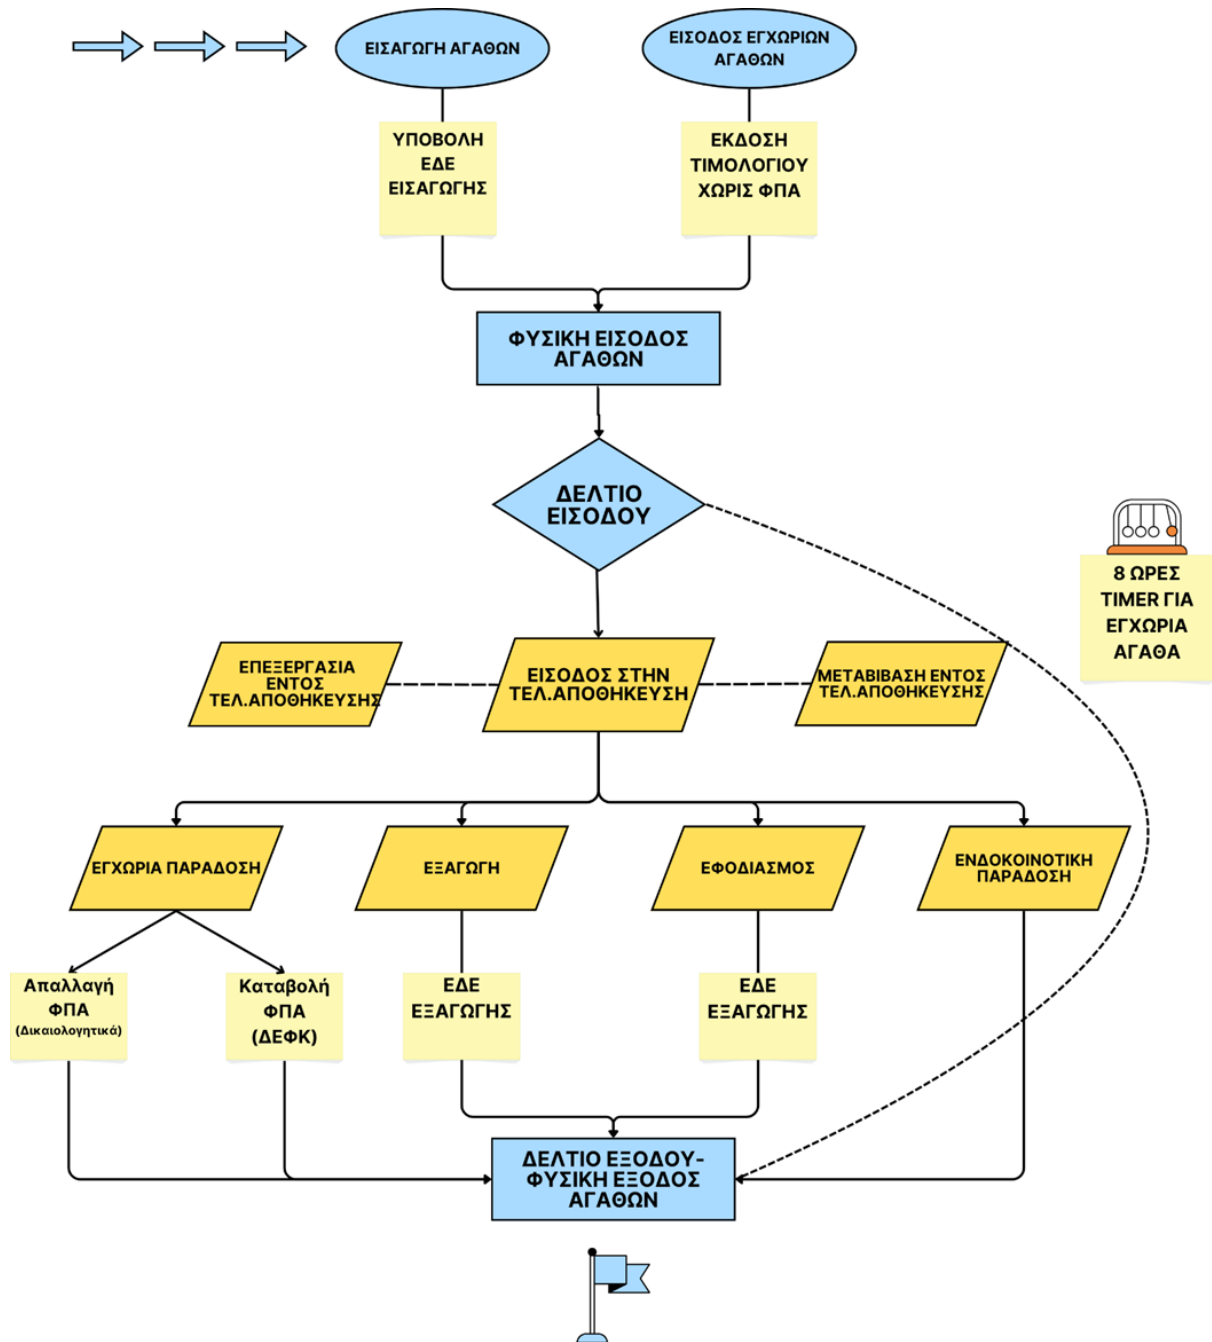 ΕΙΣΑΓΩΓΗ ΑΓΑΘΩΝ
ΕΙΣΟΔΟΣ ΕΓΧΩΡΙΩΝ
ΑΓΑΘΩΝ
ΥΠΟΒΟΛΗ
ΕΔΕ
ΕΙΣΑΓΩΓΗΣ
ΕΚΔΟΣΗ
ΤΙΜΟΛΟΓΙΟΥ
ΧΩΡΙΣ ΦΠΑ
ΦΥΣΙΚΗ ΕΙΣΟΔΟΣ
ΑΓΑΘΩΝ
ΔΕΛΤΙΟ
ΕΙΣΟΔΟΥ
8 ΩΡΕΣ
TIMER ΓΙΑ
ΕΓΧΩΡΙΑ
ΑΓΑΘΑ
ΕΠΕΞΕΡΓΑΣΙΑ
ΕΝΤΟΣ
ΤΕΛ.ΑΠΟΘΗΚΕΥΣΗΣ
ΕΙΣΟΔΟΣ ΣΤΗΝ
ΤΕΛ.ΑΠΟΘΗΚΕΥΣΗ
ΜΕΤΑΒΙΒΑΣΗ ΕΝΤΟΣ
ΤΕΛ.ΑΠΟΘΗΚΕΥΣΗΣ
ΕΓΧΩΡΙΑ ΠΑΡΑΔΟΣΗ
ΕΞΑΓΩΓΗ
ΕΦΟΔΙΑΣΜΟΣ
ΕΝΔΟΚΟΙΝΟΤΙΚΗ
ΠΑΡΑΔΟΣΗ
Απαλλαγή
ΦΠΑ
(Δικαιολογητικά)
Καταβολή
ΦΠΑ
(ΔΕΦΚ)
ΕΔΕ
ΕΞΑΓΩΓΗΣ
ΕΔΕ
ΕΞΑΓΩΓΗΣ
ΔΕΛΤΙΟ ΕΞΟΔΟΥ-
ΦΥΣΙΚΗ ΕΞΟΔΟΣ
ΑΓΑΘΩΝ